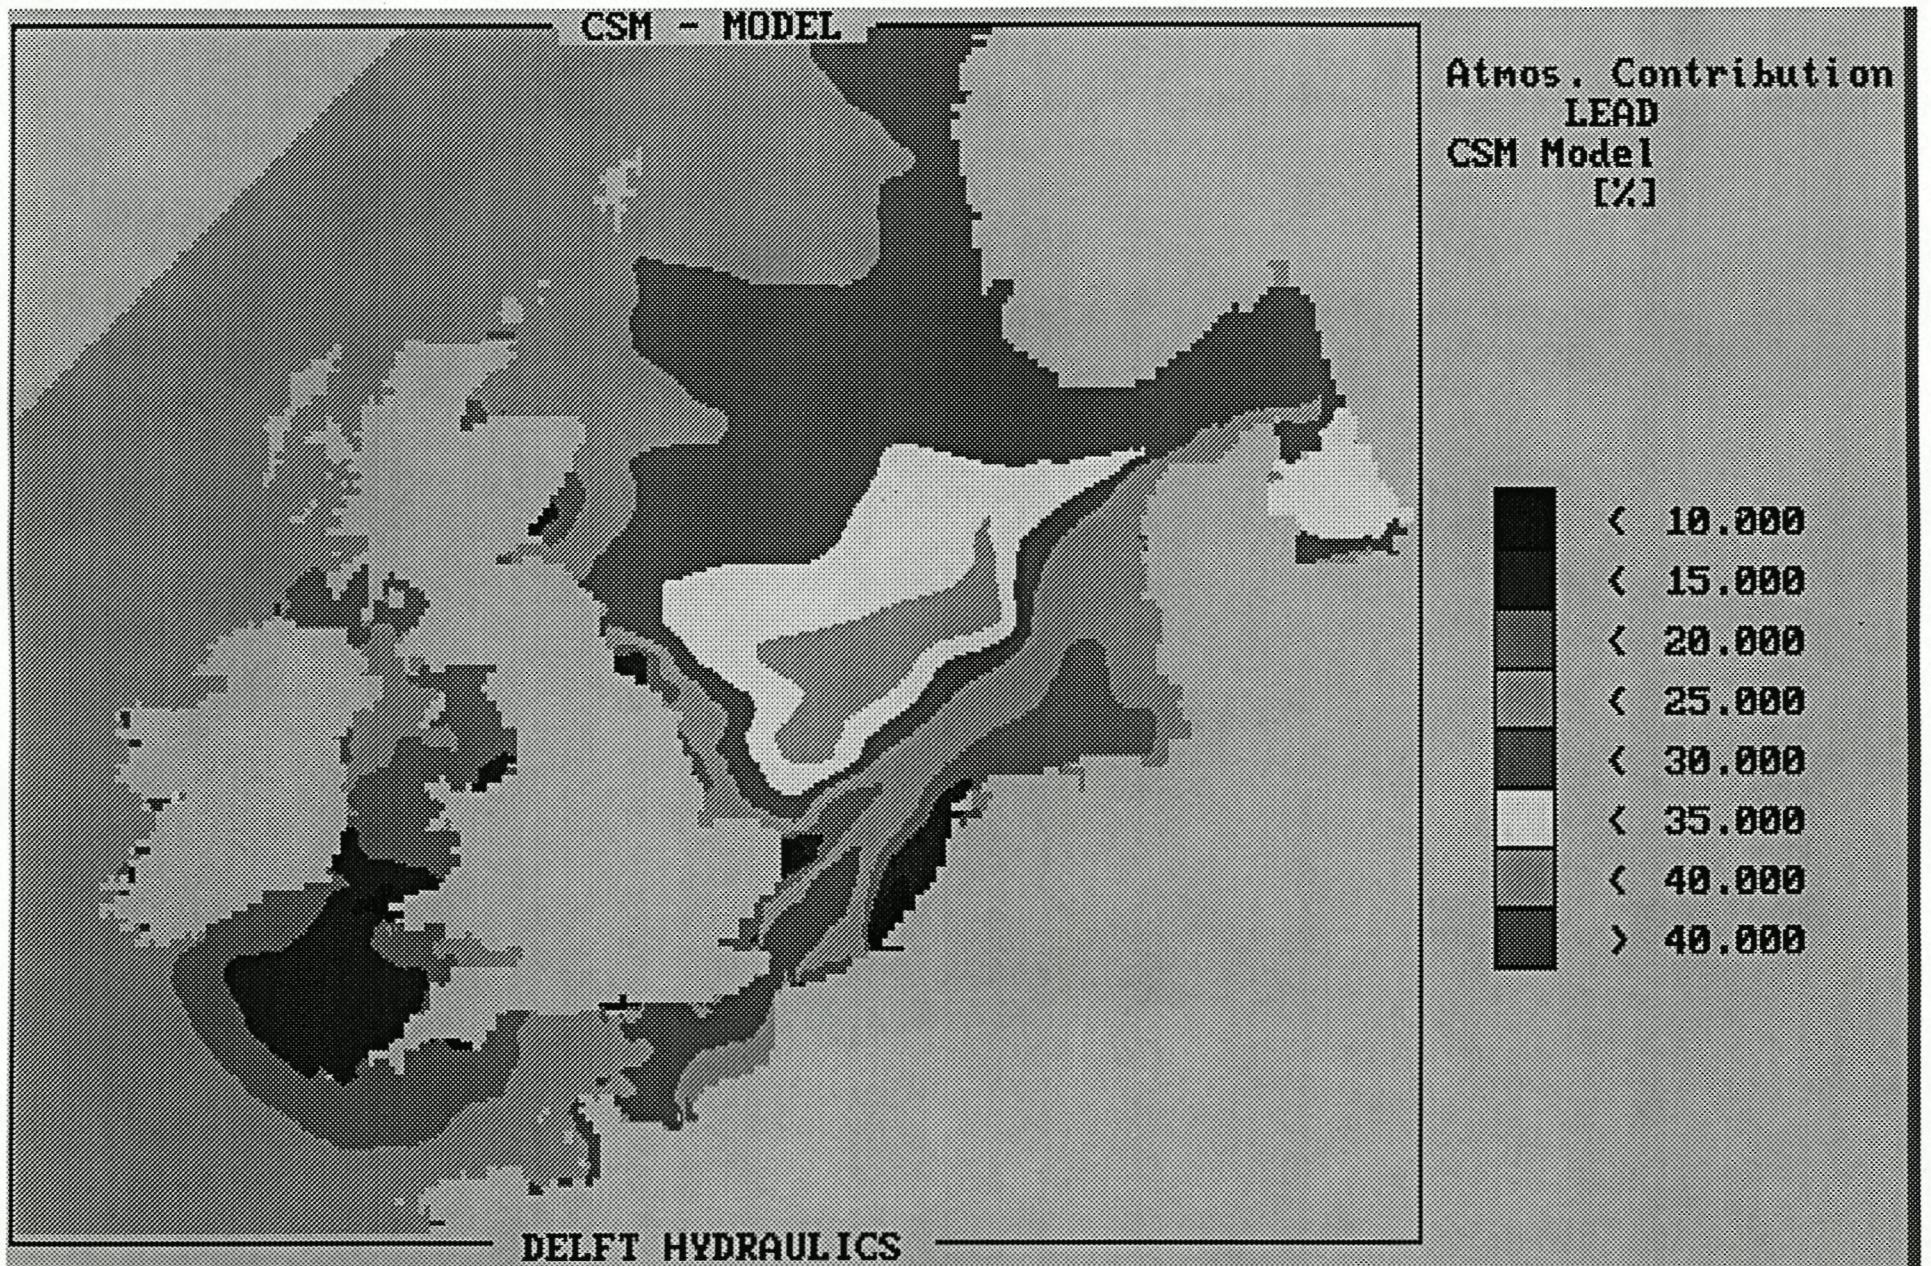 CSM - MODEL
Atmos. Contribution
LEAD
CSM Model
[%]
< 10.000
< 15.000
< 20.000
< 25.000
< 30.000
< 35.000
< 40.000
> 40.000
DELFT HYDRAULICS